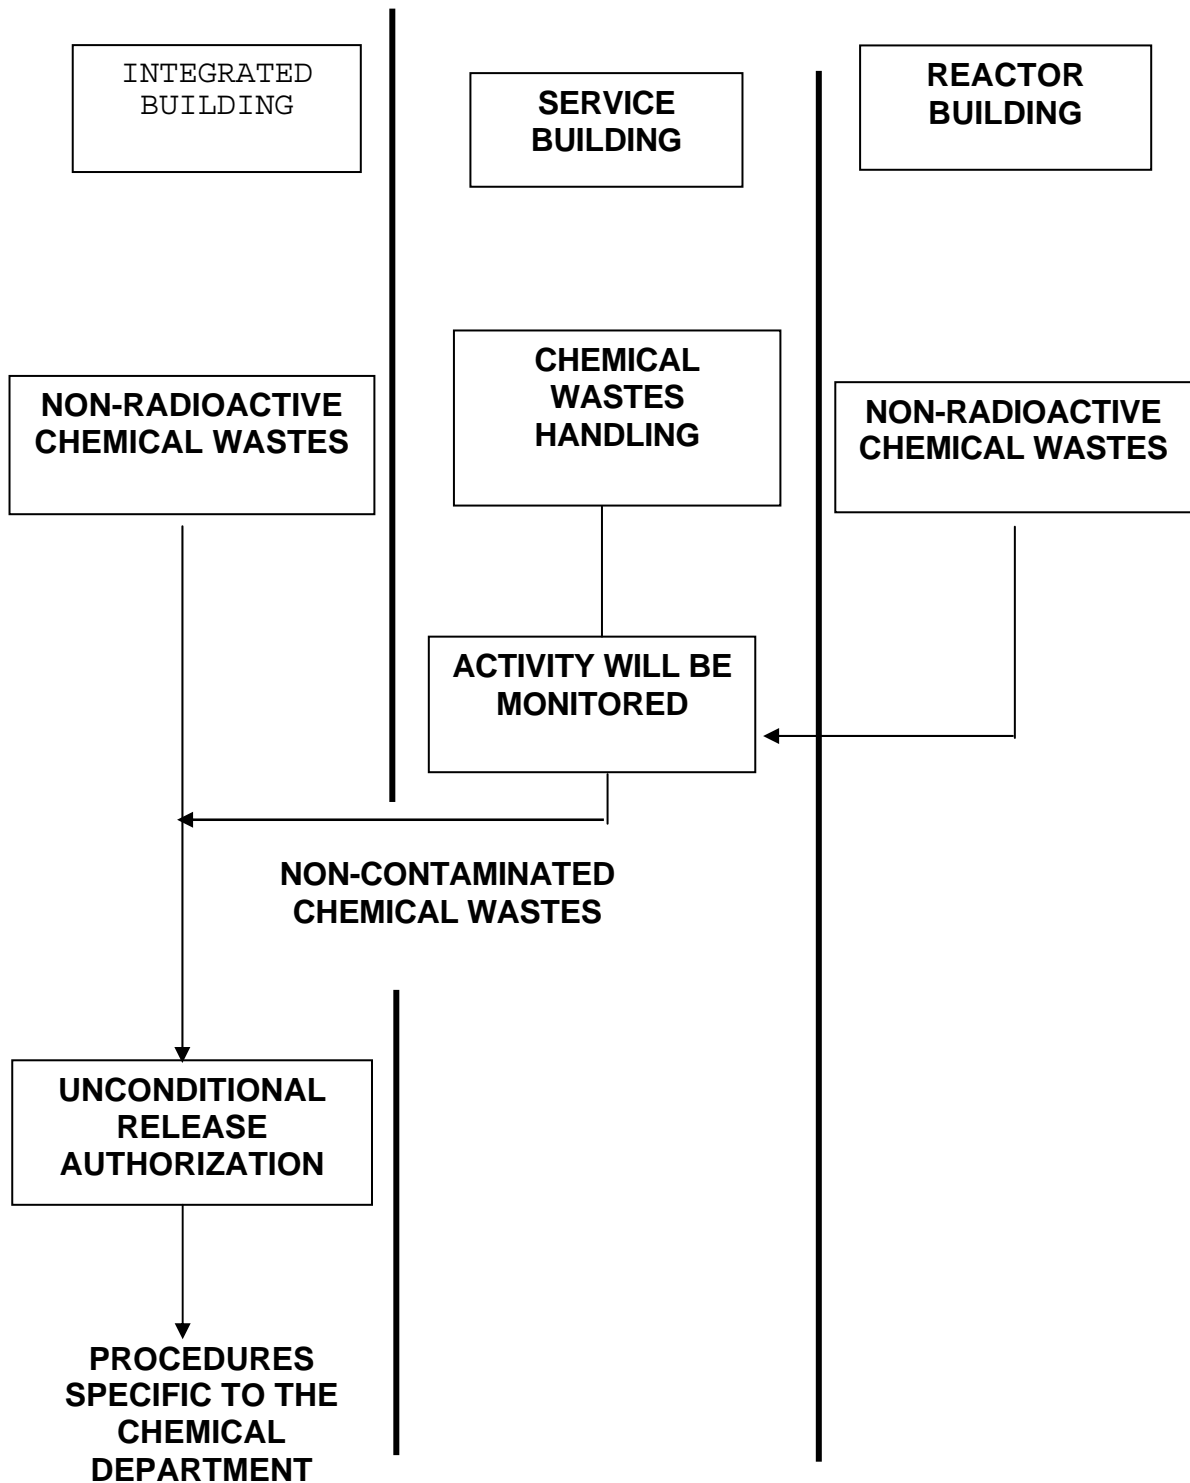 INTEGRATED
BUILDING
SERVICE
BUILDING
REACTOR
BUILDING
NON-RADIOACTIVE
CHEMICAL WASTES
CHEMICAL
WASTES
HANDLING
NON-RADIOACTIVE
CHEMICAL WASTES
ACTIVITY WILL BE
MONITORED
NON-CONTAMINATED
CHEMICAL WASTES
UNCONDITIONAL
RELEASE
AUTHORIZATION
PROCEDURES
SPECIFIC TO THE
CHEMICAL
DEPARTMENT